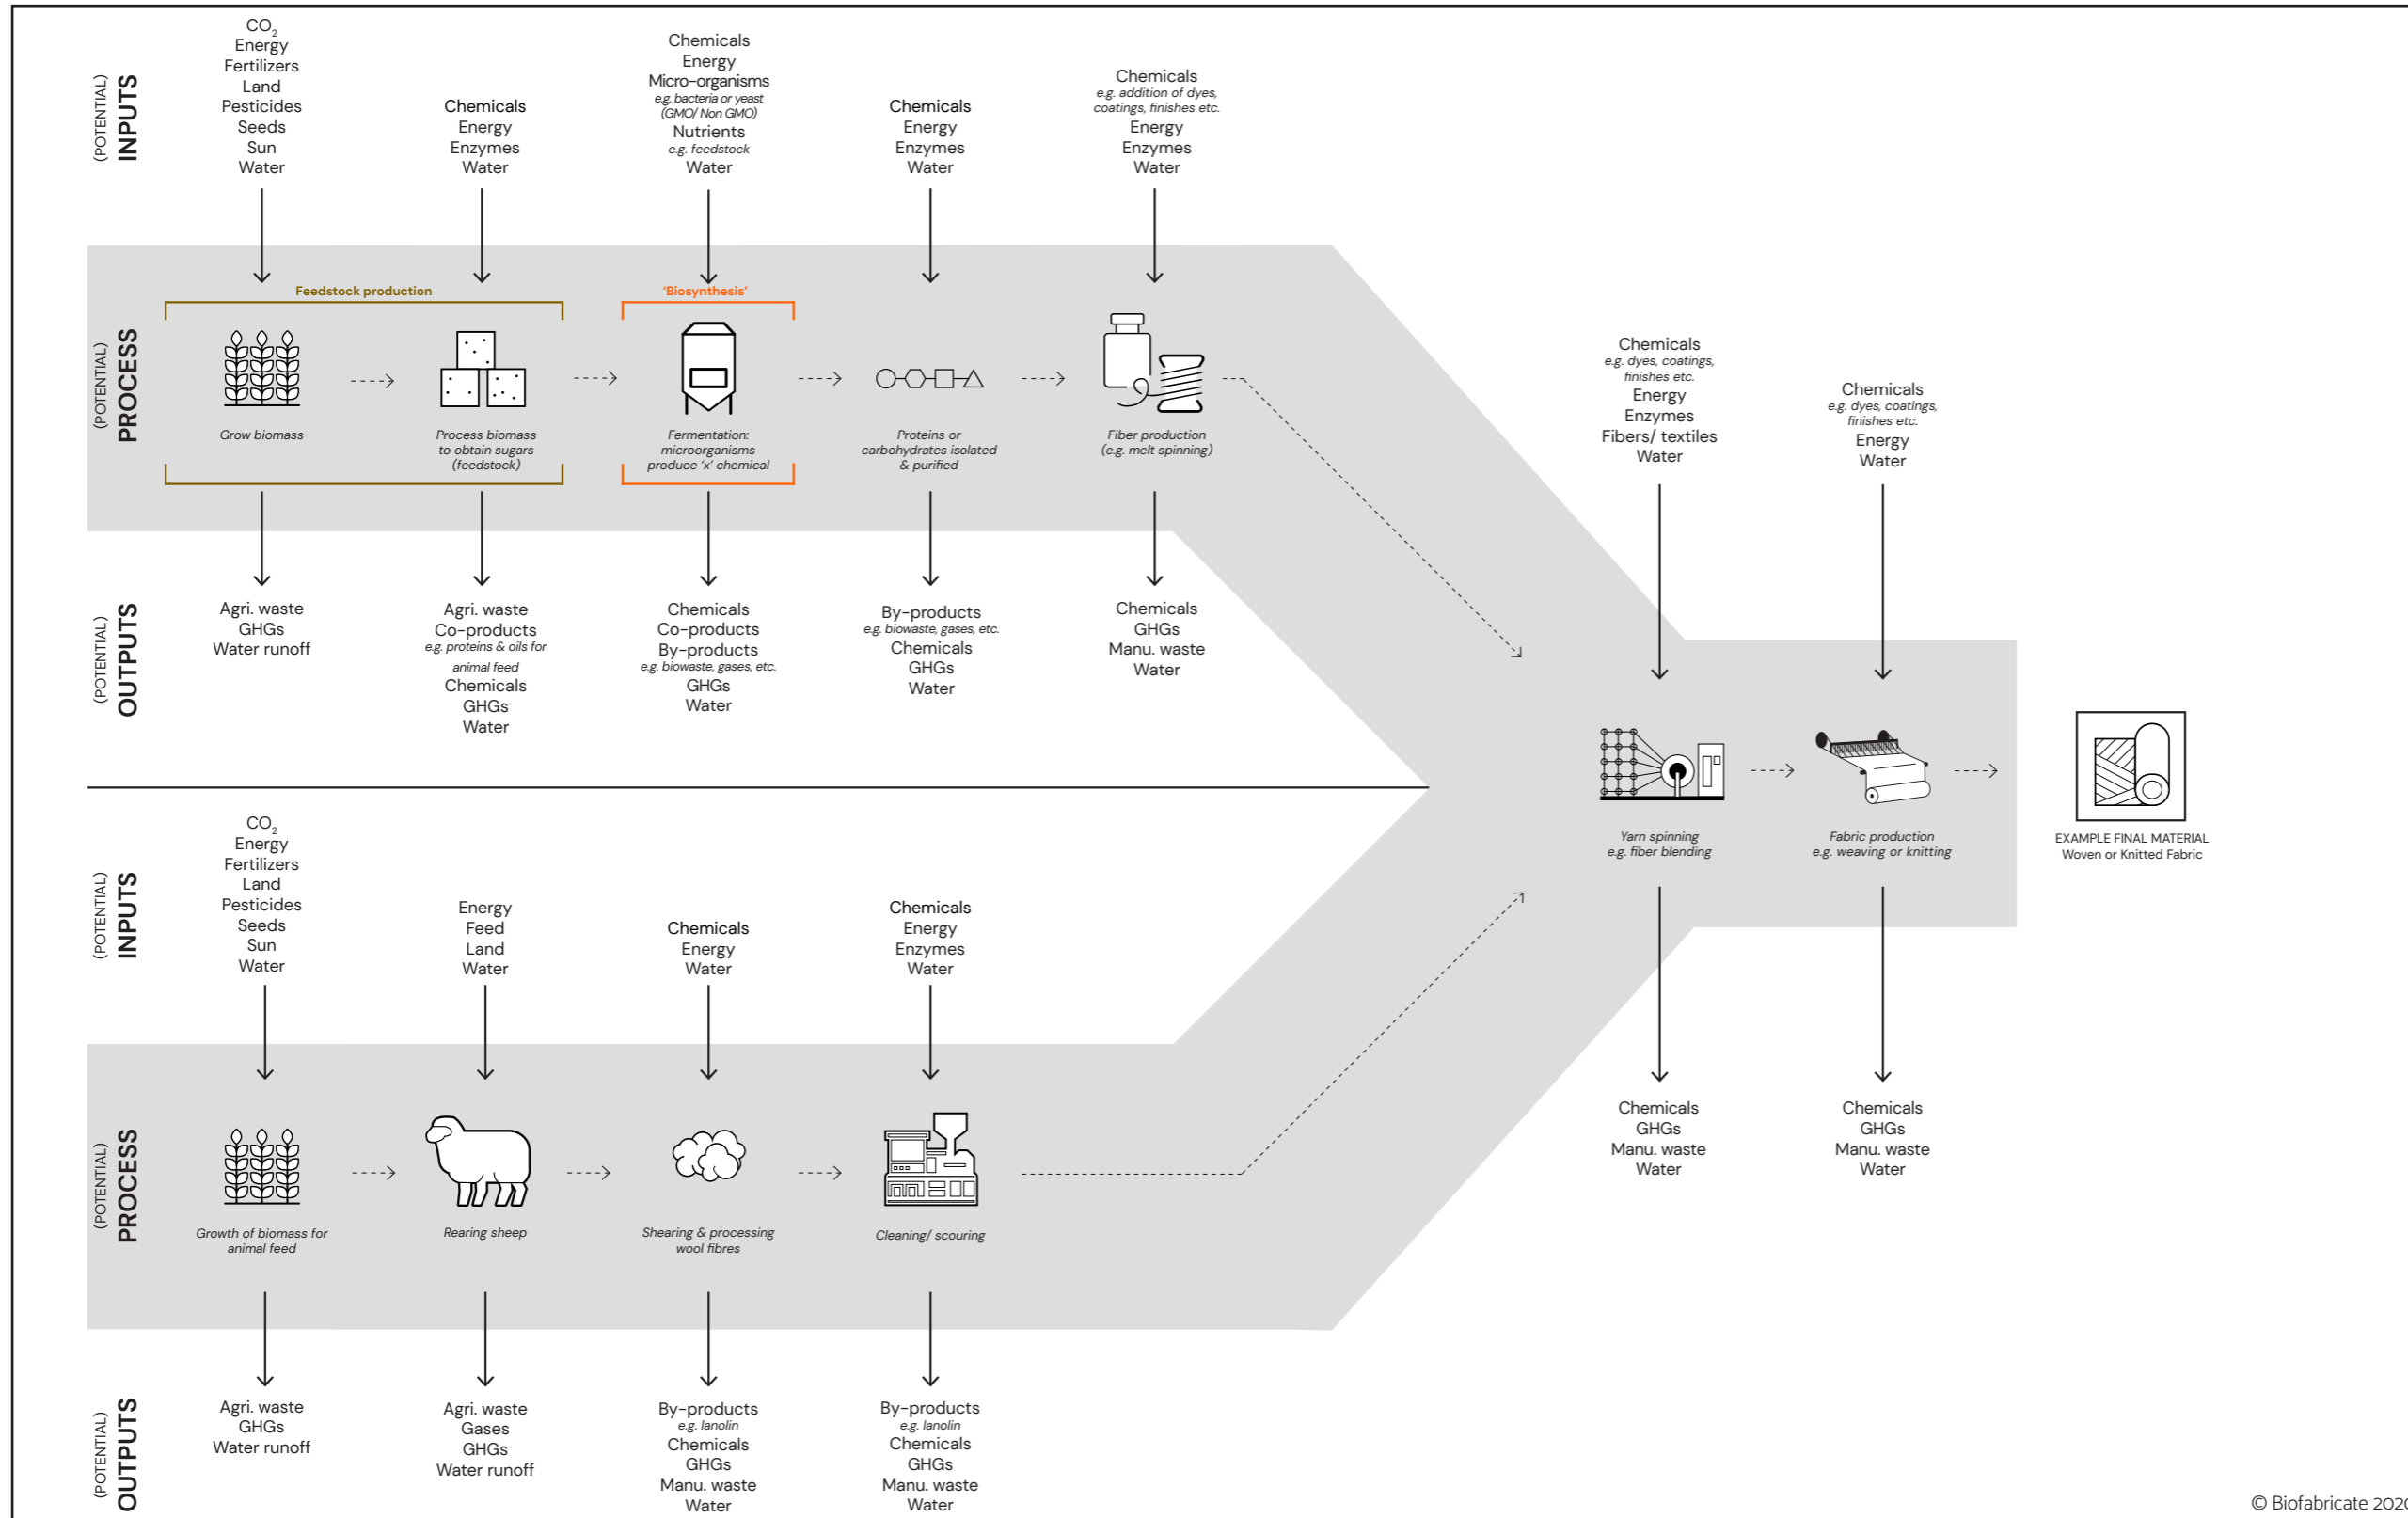 (POTENTIAL)
INPUTS
CO2
Energy
Fertilizers
Land
Pesticides
Seeds
Sun
Water
Chemicals
Energy
Enzymes
Water
Chemicals
Energy
Micro-organisms
e.g. bacteria or yeast
(GMO/ Non GMO)
Nutrients
e.g. feedstock
Water
Chemicals
Energy
Enzymes
Water
Chemicals
e.g. addition of dyes,
coatings, finishes etc.
Energy
Enzymes
Water
(POTENTIAL)
PROCESS
Feedstock production
'Biosynthesis'
Grow biomass
Process biomass
to obtain sugars
(feedstock)
Fermentation:
microorganisms
produce 'x' chemical
Proteins or
carbohydrates isolated
& purified
Fiber production
(e.g. melt spinning)
(POTENTIAL)
OUTPUTS
Agri. waste
GHGs
Water runoff
Agri. waste
Co-products
e.g. proteins & oils for
animal feed
Chemicals
GHGs
Water
Chemicals
Co-products
By-products
e.g. biowaste, gases, etc.
GHGs
Water
By-products
e.g. biowaste, gases, etc.
Chemicals
GHGs
Water
Chemicals
GHGs
Manu. waste
Water
(POTENTIAL)
INPUTS
CO2
Energy
Fertilizers
Land
Pesticides
Seeds
Sun
Water
Energy
Feed
Land
Water
Chemicals
Energy
Water
Chemicals
Energy
Enzymes
Water
(POTENTIAL)
PROCESS
Growth of biomass for
animal feed
Rearing sheep
Shearing & processing
wool fibres
Cleaning/ scouring
(POTENTIAL)
OUTPUTS
Agri. waste
GHGs
Water runoff
Agri. waste
Gases
GHGs
Water runoff
By-products
e.g. lanolin
Chemicals
GHGs
Manu. waste
Water
By-products
e.g. lanolin
Chemicals
GHGs
Manu. waste
Water
Chemicals
e.g. dyes, coatings,
finishes etc.
Energy
Enzymes
Fibers/ textiles
Water
Chemicals
e.g. dyes, coatings,
finishes etc.
Energy
Water
Yarn spinning
e.g. fiber blending
Fabric production
e.g. weaving or knitting
EXAMPLE FINAL MATERIAL
Woven or Knitted Fabric
Chemicals
GHGs
Manu. waste
Water
Chemicals
GHGs
Manu. waste
Water
© Biofabricate 2020